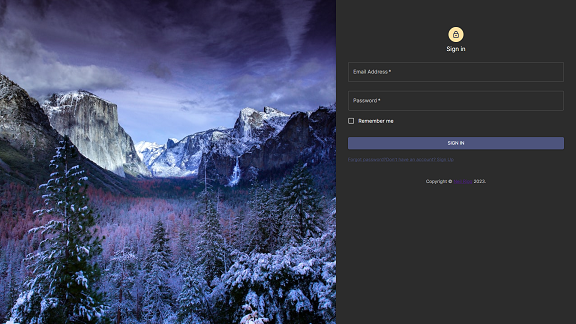 Sign in
Email Address *
Password *
Remember me
SIGN IN
Forgot password? Don't have an account? Sign Up
Copyright © 2023.